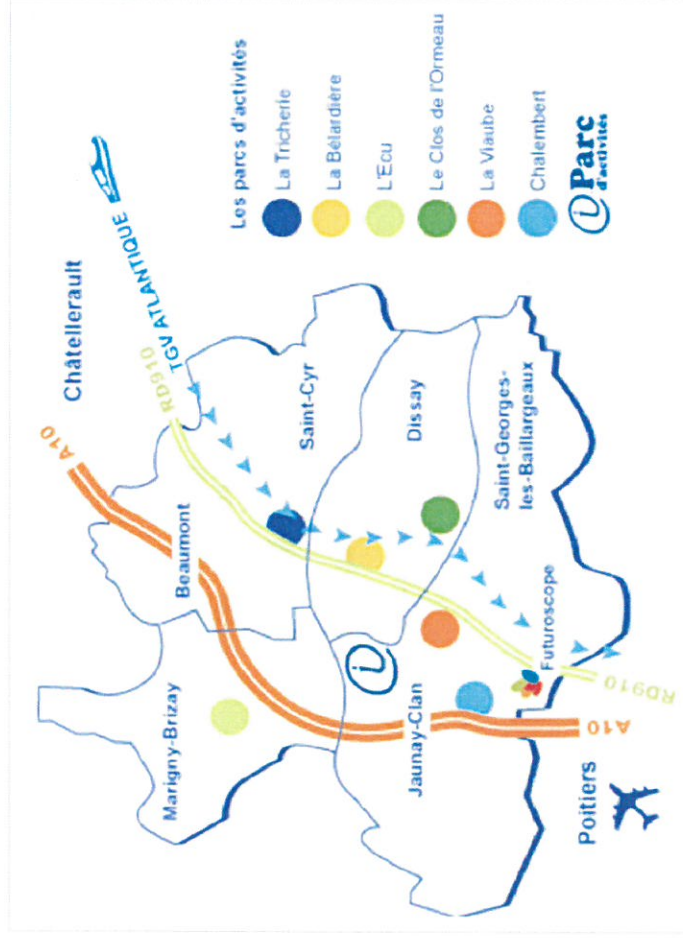 Châtellerault
A10
RD910
TGV ATLANTIQUE
Beaumont
Marigny-Brizay
Saint-Cyr
Dissay
Jaunay-Clan
Saint-Georges-
les-Baillargeaux
Futuroscope
A10
RD910
Poitiers
Les parcs d'activités
La Tricherie
La Bélardière
L'Ecu
Le Clos de l'Ormeau
La Viaube
Chalembert
i Parc
d'activités
i